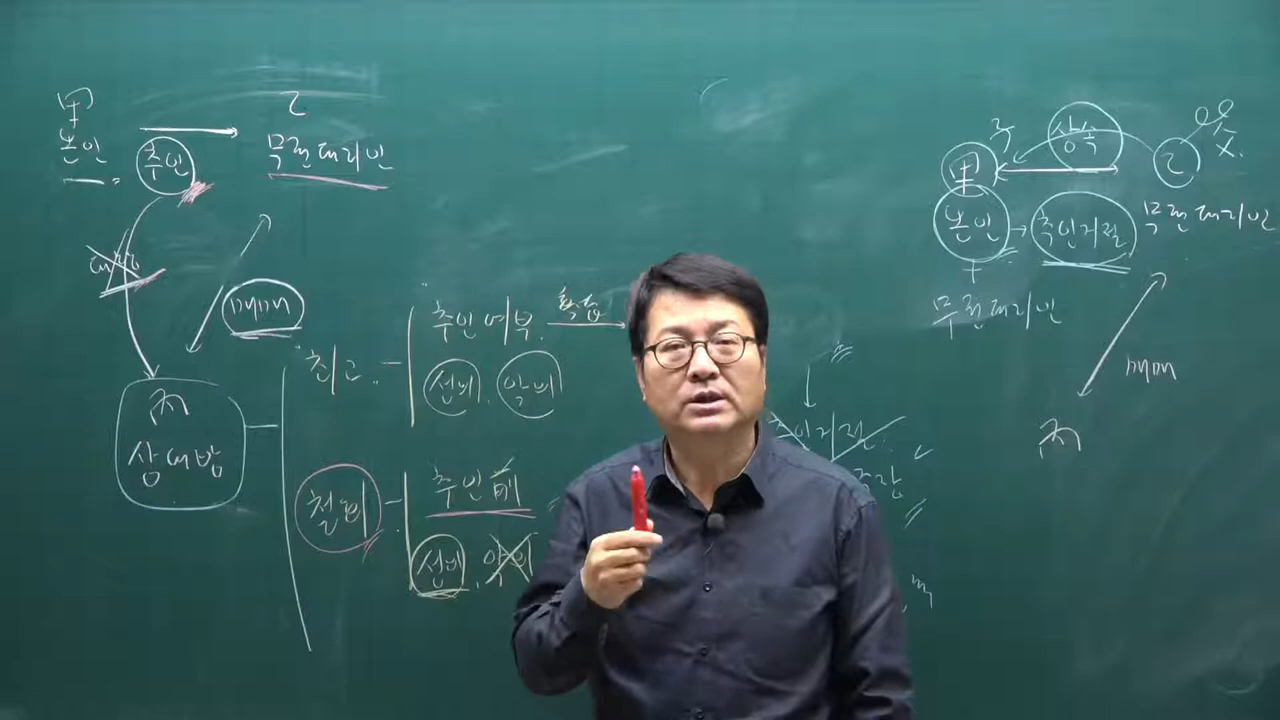 甲 乙
본인 추인 무권대리인
매매
丙
상대방
최고 추인여부 확답
선의 악의
철회 추인 前
선의 악의
甲 子 상속 乙
본인 → 추인거절 무권대리인
+
무권대리인
매매
丙
추인거절